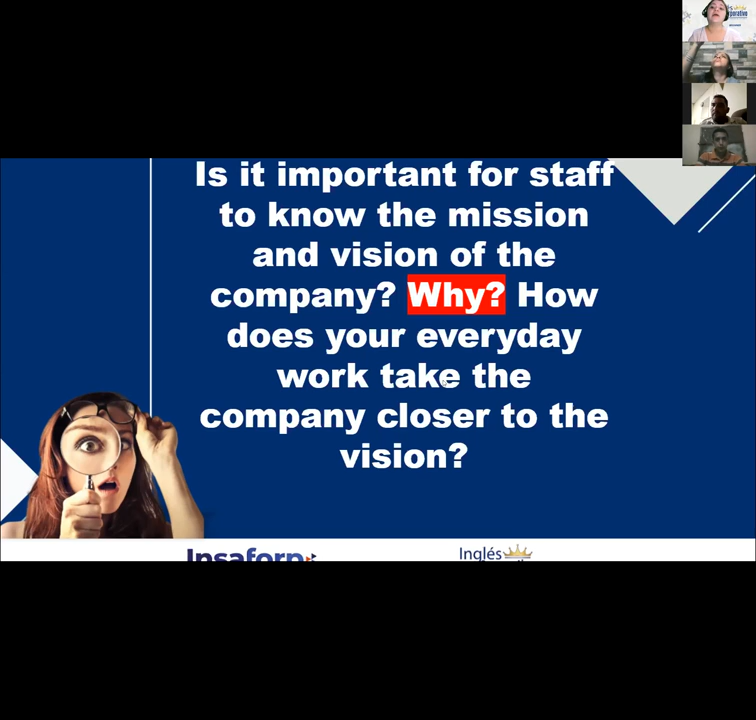 Is it important for staff
to know the mission
and vision of the
company? Why? How
does your everyday
work take the
company closer to the
vision?
Insaforp
Inglés